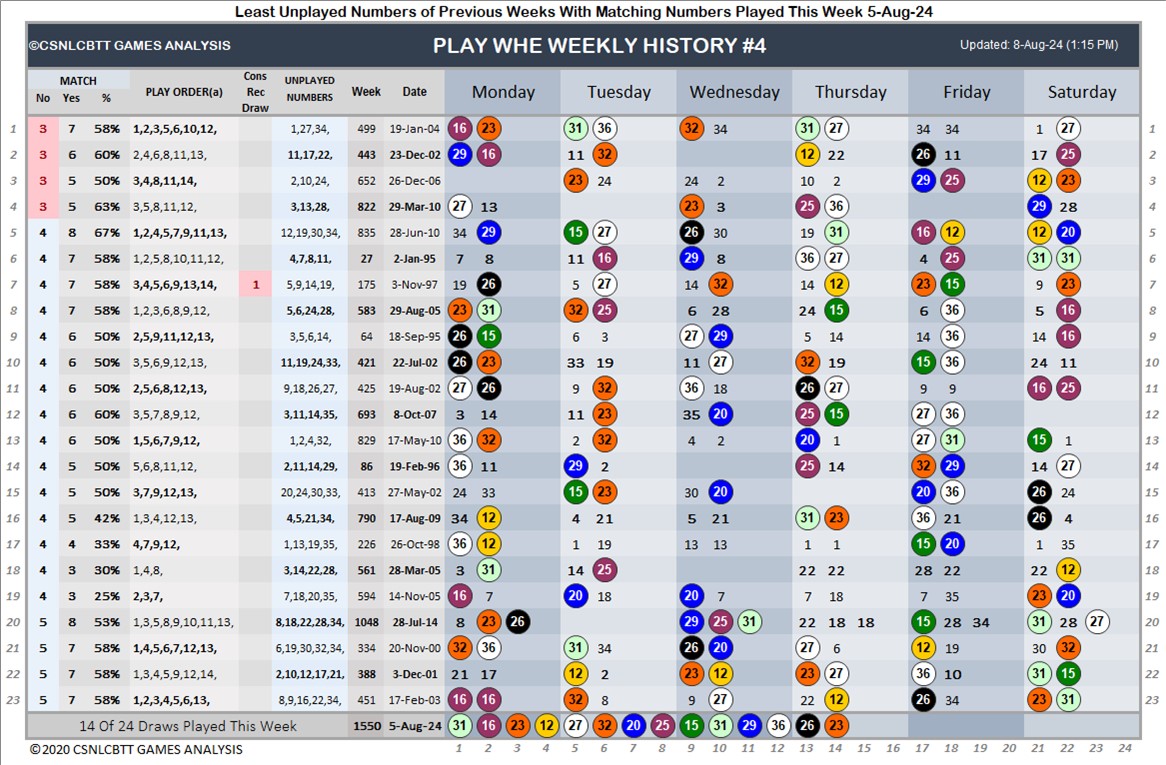 Least Unplayed Numbers of Previous Weeks With Matching Numbers Played This Week 5-Aug-24
©CSNLCBTT GAMES ANALYSIS PLAY WHE WEEKLY HISTORY #4 Updated: 8-Aug-24 (1:15 PM)
MATCH
No Yes % PLAY ORDER(a) Cons Rec Draw UNPLAYED NUMBERS Week Date Monday Tuesday Wednesday Thursday Friday Saturday
1 3 7 58% 1,2,3,5,6,10,12, 1,27,34, 499 19-Jan-04 16 23 31 36 32 34 31 27 34 34 1 27 1
2 3 6 60% 2,4,6,8,11,13, 11,17,22, 443 23-Dec-02 29 16 11 32 12 22 26 11 17 25 2
3 3 5 50% 3,4,8,11,14, 2,10,24, 652 26-Dec-06 23 24 24 2 10 2 29 25 12 23 3
4 3 5 63% 3,5,8,11,12, 3,13,28, 822 29-Mar-10 27 13 23 3 25 36 29 28 4
5 4 8 67% 1,2,4,5,7,9,11,13, 12,19,30,34, 835 28-Jun-10 34 29 15 27 26 30 19 31 16 12 12 20 5
6 4 7 58% 1,2,5,8,10,11,12, 4,7,8,11, 27 2-Jan-95 7 8 11 16 29 8 36 27 4 25 31 31 6
7 4 7 58% 3,4,5,6,9,13,14, 1 5,9,14,19, 175 3-Nov-97 19 26 5 27 14 32 14 12 23 15 9 23 7
8 4 7 58% 1,2,3,6,8,9,12, 5,6,24,28, 583 29-Aug-05 23 31 32 25 6 28 24 15 6 36 5 16 8
9 4 6 50% 2,5,9,11,12,13, 3,5,6,14, 64 18-Sep-95 26 15 6 3 27 29 5 14 14 36 14 16 9
10 4 6 50% 3,5,6,9,12,13, 11,19,24,33, 421 22-Jul-02 26 23 33 19 11 27 32 19 15 36 24 11 10
11 4 6 50% 2,5,6,8,12,13, 9,18,26,27, 425 19-Aug-02 27 26 9 32 36 18 26 27 9 9 16 25 11
12 4 6 60% 3,5,7,8,9,12, 3,11,14,35, 693 8-Oct-07 3 14 11 23 35 20 25 15 27 36 12
13 4 6 50% 1,5,6,7,9,12, 1,2,4,32, 829 17-May-10 36 32 2 32 4 2 20 1 27 31 15 1 13
14 4 5 50% 5,6,8,11,12, 2,11,14,29, 86 19-Feb-96 36 11 29 2 25 14 32 29 14 27 14
15 4 5 50% 3,7,9,12,13, 20,24,30,33, 413 27-May-02 24 33 15 23 30 20 20 36 26 24 15
16 4 5 42% 1,3,4,12,13, 4,5,21,34, 790 17-Aug-09 34 12 4 21 5 21 31 23 36 21 26 4 16
17 4 4 33% 4,7,9,12, 1,13,19,35, 226 26-Oct-98 36 12 1 19 13 13 1 1 15 20 1 35 17
18 4 3 30% 1,4,8, 3,14,22,28, 561 28-Mar-05 3 31 14 25 22 22 28 22 22 12 18
19 4 3 25% 2,3,7, 7,18,20,35, 594 14-Nov-05 16 7 20 18 20 7 7 18 7 35 23 20 19
20 5 8 53% 1,3,5,8,9,10,11,13, 8,18,22,28,34, 1048 28-Jul-14 8 23 26 29 25 31 22 18 18 15 28 34 31 28 27 20
21 5 7 58% 1,4,5,6,7,12,13, 6,19,30,32,34, 334 20-Nov-00 32 36 31 34 26 20 27 6 12 19 30 32 21
22 5 7 58% 1,3,4,5,9,12,14, 2,10,12,17,21, 388 3-Dec-01 21 17 12 2 23 12 23 27 36 10 31 15 22
23 5 7 58% 1,2,3,4,5,6,13, 8,9,16,22,34, 451 17-Feb-03 16 16 32 8 9 27 22 12 26 34 23 31 23
14 Of 24 Draws Played This Week 1550 5-Aug-24 31 16 23 12 27 32 20 25 15 31 29 36 26 23
© 2020 CSNLCBTT GAMES ANALYSIS 1 2 3 4 5 6 7 8 9 10 11 12 13 14 15 16 17 18 19 20 21 22 23 24